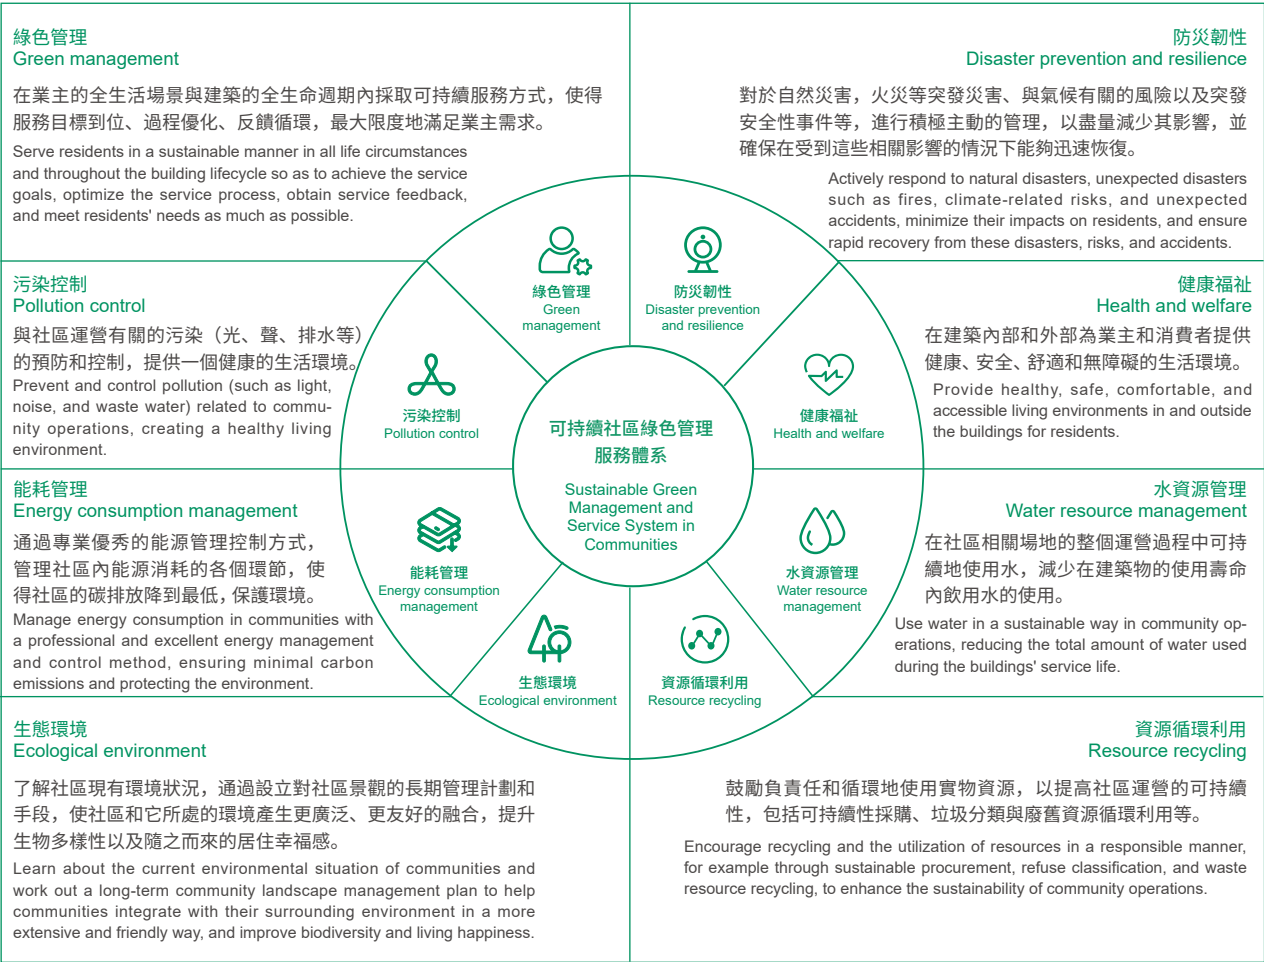 綠色管理
Green management
在業主的全生活場景與建築的全生命週期內採取可持續服務方式，使得
服務目標到位、過程優化、反饋循環，最大限度地滿足業主需求。
Serve residents in a sustainable manner in all life circumstances
and throughout the building lifecycle so as to achieve the service
goals, optimize the service process, obtain service feedback,
and meet residents' needs as much as possible.
防災韌性
Disaster prevention and resilience
對於自然災害，火災等突發災害、與氣候有關的風險以及突發
安全性事件等，進行積極主動的管理，以盡量減少其影響，並
確保在受到這些相關影響的情況下能夠迅速恢復。
Actively respond to natural disasters, unexpected disasters
such as fires, climate-related risks, and unexpected
accidents, minimize their impacts on residents, and ensure
rapid recovery from these disasters, risks, and accidents.
污染控制
Pollution control
與社區運營有關的污染（光、聲、排水等）
的預防和控制，提供一個健康的生活環境。
Prevent and control pollution (such as light,
noise, and waste water) related to commu-
nity operations, creating a healthy living
environment.
健康福祉
Health and welfare
在建築內部和外部為業主和消費者提供
健康、安全、舒適和無障礙的生活環境。
Provide healthy, safe, comfortable, and
accessible living environments in and outside
the buildings for residents.
能耗管理
Energy consumption management
通過專業優秀的能源管理控制方式，
管理社區內能源消耗的各個環節，使
得社區的碳排放降到最低，保護環境。
Manage energy consumption in communities with
a professional and excellent energy management
and control method, ensuring minimal carbon
emissions and protecting the environment.
水資源管理
Water resource management
在社區相關場地的整個運營過程中可持
續地使用水，減少在建築物的使用壽命
內飲用水的使用。
Use water in a sustainable way in community op-
erations, reducing the total amount of water used
during the buildings' service life.
生態環境
Ecological environment
了解社區現有環境狀況，通過設立對社區景觀的長期管理計劃和
手段，使社區和它所處的環境產生更廣泛、更友好的融合，提升
生物多樣性以及隨之而來的居住幸福感。
Learn about the current environmental situation of communities and
work out a long-term community landscape management plan to help
communities integrate with their surrounding environment in a more
extensive and friendly way, and improve biodiversity and living happiness.
資源循環利用
Resource recycling
鼓勵負責任和循環地使用實物資源，以提高社區運營的可持續
性，包括可持續性採購、垃圾分類與廢舊資源循環利用等。
Encourage recycling and the utilization of resources in a responsible manner,
for example through sustainable procurement, refuse classification, and waste
resource recycling, to enhance the sustainability of community operations.
綠色管理
Green
management
防災韌性
Disaster prevention
and resilience
污染控制
Pollution control
健康福祉
Health and welfare
可持續社區綠色管理
服務體系
Sustainable Green
Management and
Service System in
Communities
能耗管理
Energy consumption
management
水資源管理
Water resource
management
生態環境
Ecological environment
資源循環利用
Resource recycling